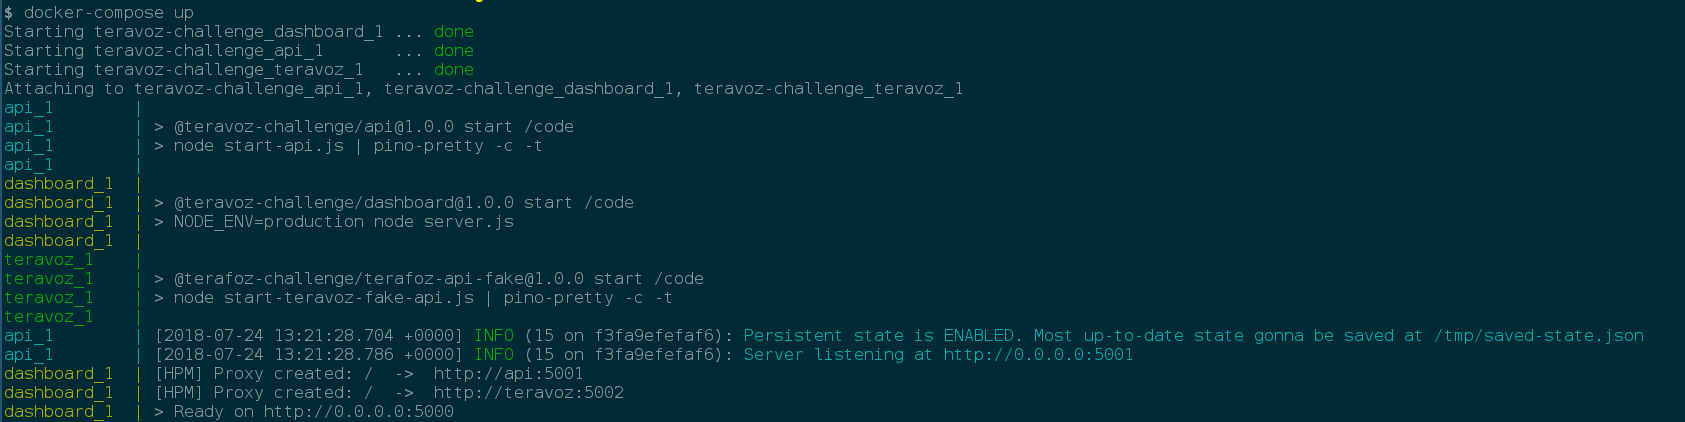 $ docker-compose up
Starting teravoz-challenge_dashboard_1 ... done
Starting teravoz-challenge_api_1       ... done
Starting teravoz-challenge_teravoz_1   ... done
Attaching to teravoz-challenge_api_1, teravoz-challenge_dashboard_1, teravoz-challenge_teravoz_1
api_1        |
api_1        | > @teravoz-challenge/api@1.0.0 start /code
api_1        | > node start-api.js | pino-pretty -c -t
api_1        |
dashboard_1  |
dashboard_1  | > @teravoz-challenge/dashboard@1.0.0 start /code
dashboard_1  | > NODE_ENV=production node server.js
dashboard_1  |
teravoz_1    |
teravoz_1    | > @terafoz-challenge/terafoz-api-fake@1.0.0 start /code
teravoz_1    | > node start-teravoz-fake-api.js | pino-pretty -c -t
teravoz_1    |
api_1        | [2018-07-24 13:21:28.704 +0000] INFO (15 on f3fa9efefaf6): Persistent state is ENABLED. Most up-to-date state gonna be saved at /tmp/saved-state.json
api_1        | [2018-07-24 13:21:28.786 +0000] INFO (15 on f3fa9efefaf6): Server listening at http://0.0.0.0:5001
dashboard_1  | [HPM] Proxy created: /  ->  http://api:5001
dashboard_1  | [HPM] Proxy created: /  ->  http://teravoz:5002
dashboard_1  | > Ready on http://0.0.0.0:5000